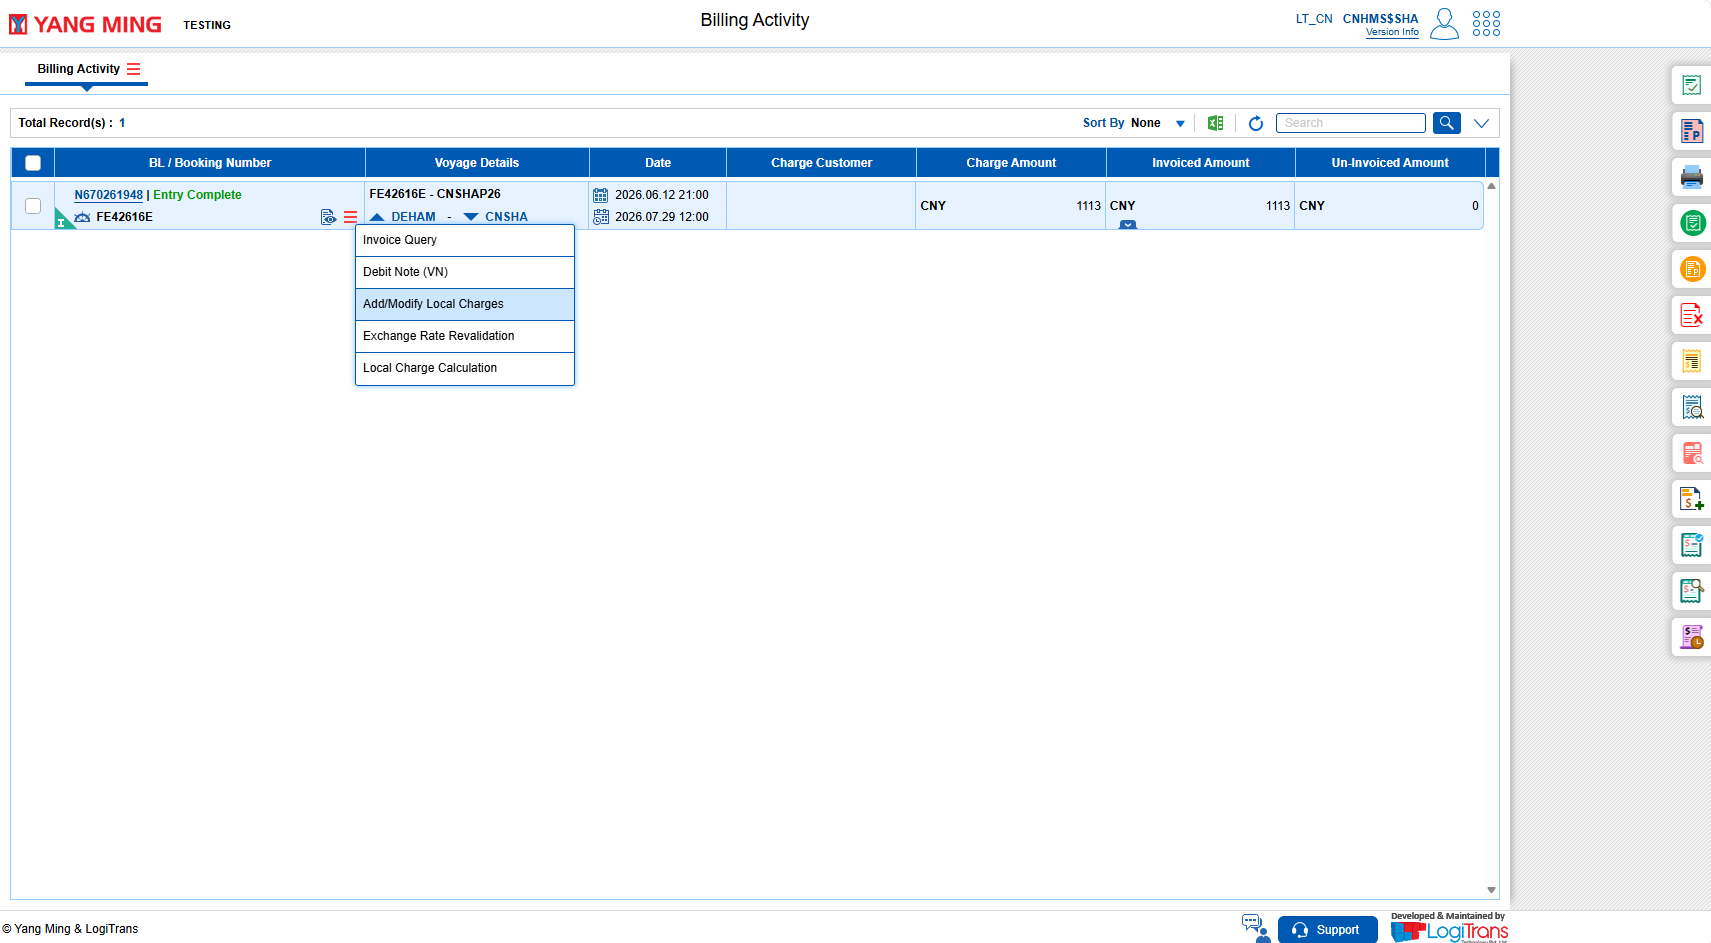 YANG MING TESTING
Billing Activity
LT_CN CNHMS$SHA
Version Info
Billing Activity
Total Record(s) : 1
Sort By None
Search
BL / Booking Number Voyage Details Date Charge Customer Charge Amount Invoiced Amount Un-Invoiced Amount
N670261948 | Entry Complete FE42616E - CNSHAP26 2026.06.12 21:00
I FE42616E DEHAM - CNSHA 2026.07.29 12:00
CNY 1113 CNY 1113 CNY 0
Invoice Query
Debit Note (VN)
Add/Modify Local Charges
Exchange Rate Revalidation
Local Charge Calculation
© Yang Ming & LogiTrans
Support
Developed & Maintained by
LogiTrans
Technology Pvt. Ltd.